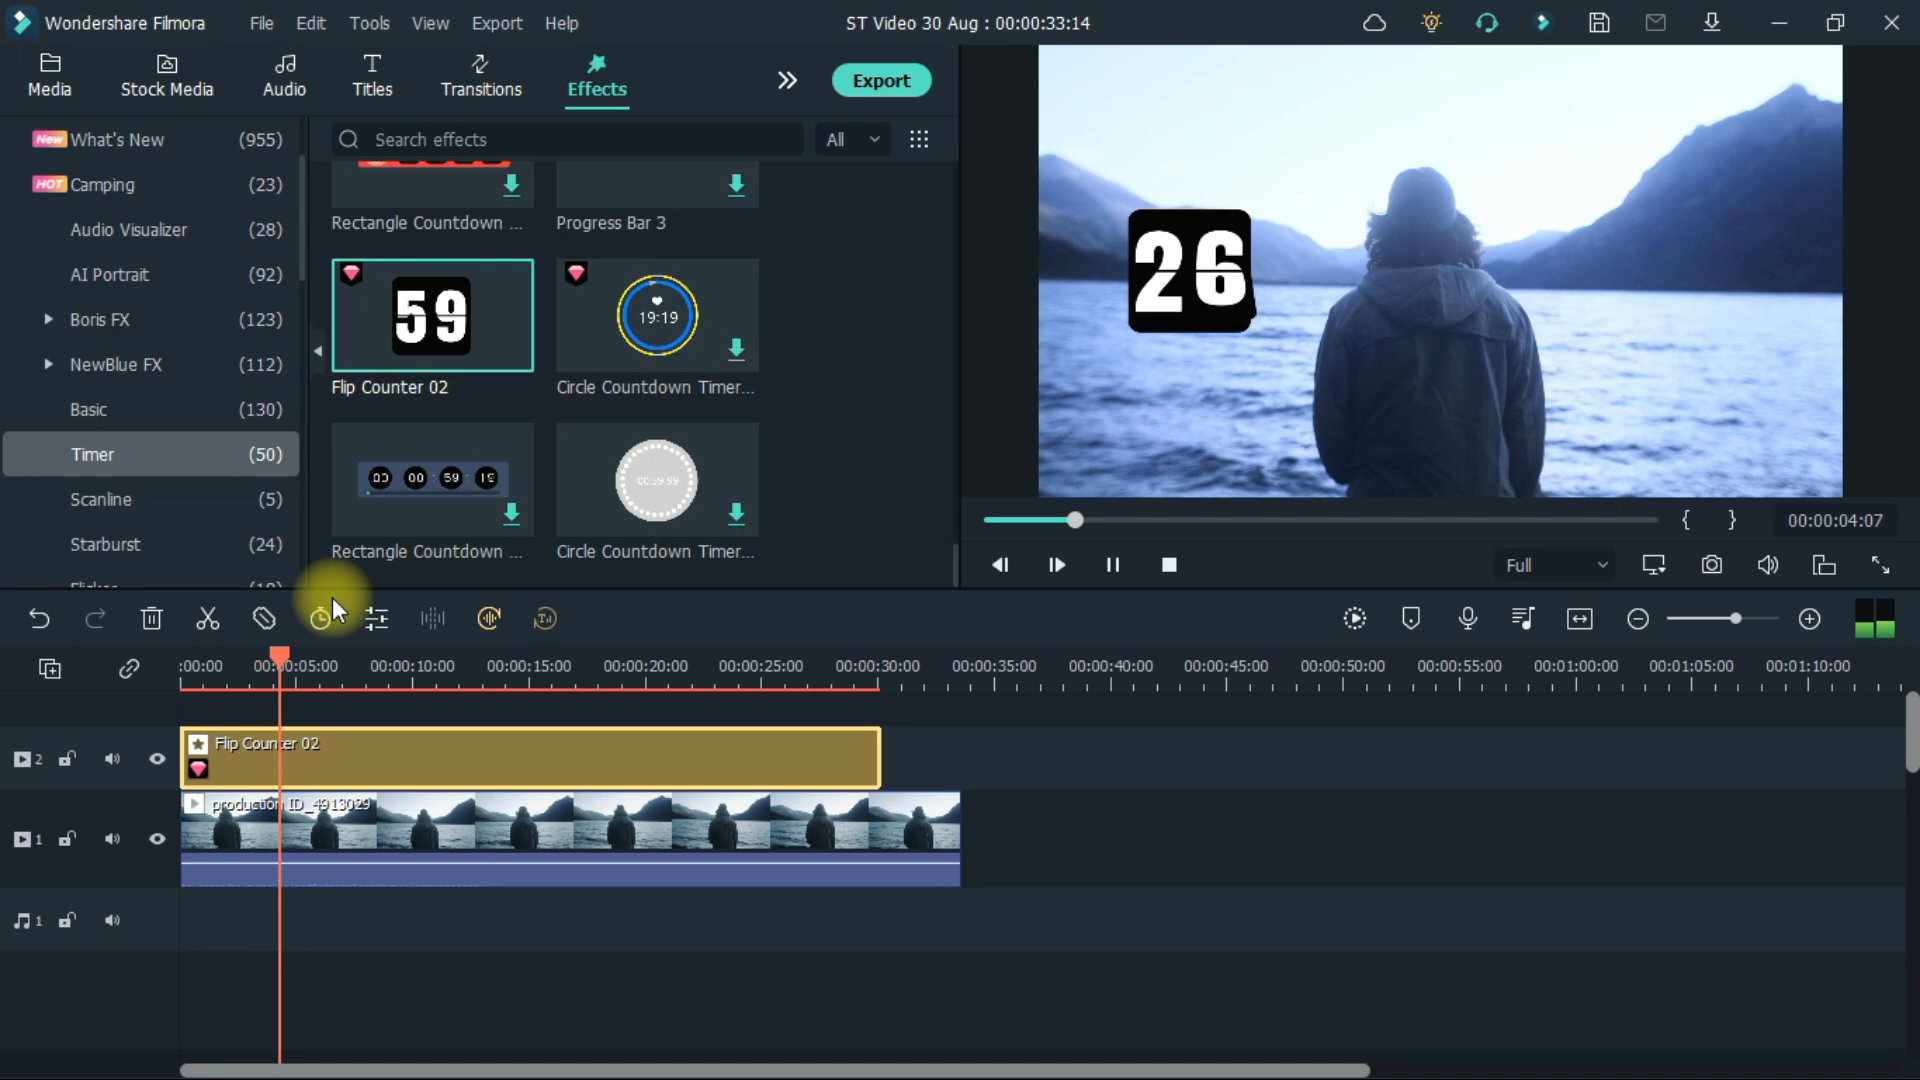 Wondershare Filmora
File Edit Tools View Export Help
ST Video 30 Aug : 00:00:33:14
Media
Stock Media
Audio
Titles
Transitions
Effects
Export
New What's New (955)
HOT Camping (23)
Audio Visualizer (28)
AI Portrait (92)
Boris FX (123)
NewBlue FX (112)
Basic (130)
Timer (50)
Scanline (5)
Starburst (24)
Search effects
All
Rectangle Countdown ...
Progress Bar 3
59
19:19
Flip Counter 02
Circle Countdown Timer...
00 00 59 19
Rectangle Countdown ...
Circle Countdown Timer...
26
{ }
00:00:04:07
Full
:00:00 00:00:05:00 00:00:10:00 00:00:15:00 00:00:20:00 00:00:25:00 00:00:30:00 00:00:35:00 00:00:40:00 00:00:45:00 00:00:50:00 00:00:55:00 00:01:00:00 00:01:05:00 00:01:10:00
2
Flip Counter 02
1
production ID_4913029
1